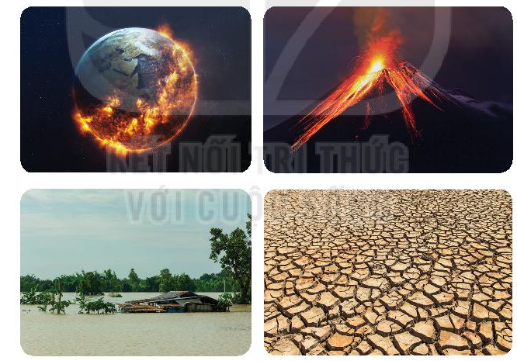 KẾT NỐI TRI THỨC
VỚI CUỘC SỐNG